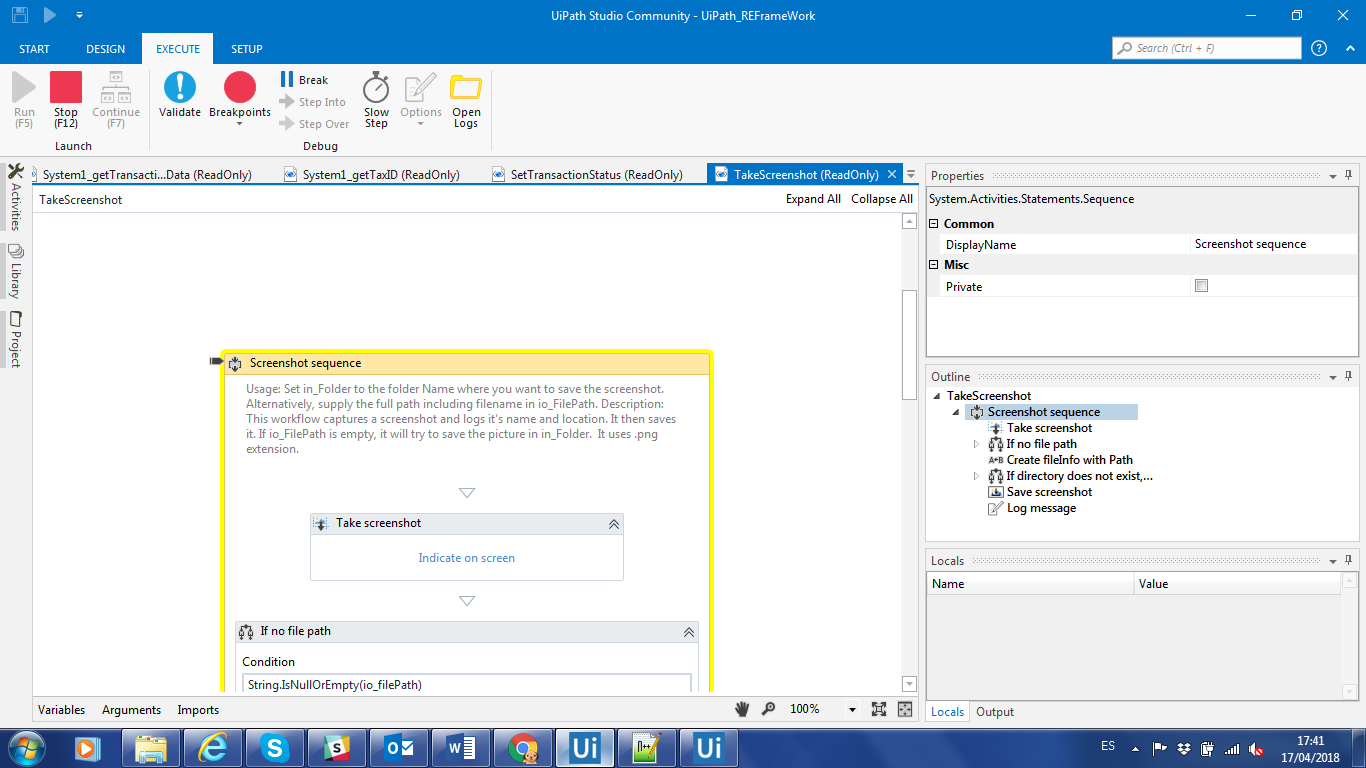 UiPath Studio Community - UiPath_REFrameWork
START DESIGN EXECUTE SETUP
Search (Ctrl + F)
Run (F5)
Stop (F12)
Continue (F7)
Launch
Validate
Breakpoints
Break
Step Into
Step Over
Slow Step
Options
Open Logs
Debug
System1_getTransacti...Data (ReadOnly)
System1_getTaxID (ReadOnly)
SetTransactionStatus (ReadOnly)
TakeScreenshot (ReadOnly)
TakeScreenshot
Expand All Collapse All
Activities
Library
Project
Screenshot sequence
Usage: Set in_Folder to the folder Name where you want to save the screenshot.
Alternatively, supply the full path including filename in io_FilePath. Description:
This workflow captures a screenshot and logs it's name and location. It then saves
it. If io_FilePath is empty, it will try to save the picture in in_Folder. It uses .png
extension.
Take screenshot
Indicate on screen
If no file path
Condition
String.IsNullOrEmpty(io_filePath)
Variables Arguments Imports
100%
Properties
System.Activities.Statements.Sequence
Common
DisplayName Screenshot sequence
Misc
Private
Outline
TakeScreenshot
Screenshot sequence
Take screenshot
If no file path
A+B Create fileInfo with Path
If directory does not exist,...
Save screenshot
Log message
Locals
Name Value
Locals Output
ES
17:41
17/04/2018